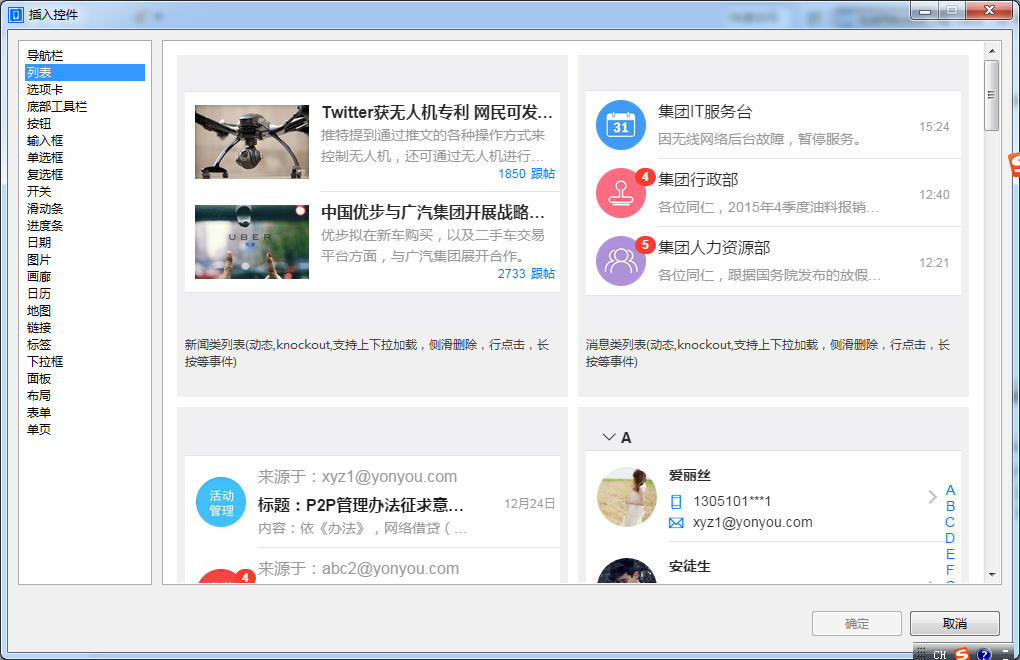 插入控件
导航栏
列表
选项卡
底部工具栏
按钮
输入框
单选框
复选框
开关
滑动条
进度条
日期
图片
画廊
日历
地图
链接
标签
下拉框
面板
布局
表单
单页
Twitter获无人机专利 网民可发...
推特提到通过推文的各种操作方式来
控制无人机，还可通过无人机进行...
1850 跟帖
UBER
中国优步与广汽集团开展战略...
优步拟在新车购买，以及二手车交易
平台方面，与广汽集团展开合作。
2733 跟帖
新闻类列表(动态,knockout,支持上下拉加载，侧滑删除，行点击，长
按等事件)
31
集团IT服务台
15:24
因无线网络后台故障，暂停服务。
4
集团行政部
12:40
各位同仁，2015年4季度油料报销...
5
集团人力资源部
12:21
各位同仁，跟据国务院发布的放假...
消息类列表(动态,knockout,支持上下拉加载，侧滑删除，行点击，长
按等事件)
活动
管理
来源于：xyz1@yonyou.com
标题：P2P管理办法征求意...
12月24日
内容：依《办法》，网络借贷（...
4
来源于：abc2@yonyou.com
A
爱丽丝
1305101***1
xyz1@yonyou.com
安徒生
A
B
C
D
E
F
确定
取消
CH